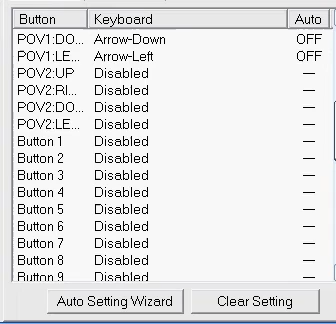 Button Keyboard Auto
POV1:DO... Arrow-Down OFF
POV1:LE... Arrow-Left OFF
POV2:UP Disabled —
POV2:RI... Disabled —
POV2:DO... Disabled —
POV2:LE... Disabled —
Button 1 Disabled —
Button 2 Disabled —
Button 3 Disabled —
Button 4 Disabled —
Button 5 Disabled —
Button 6 Disabled —
Button 7 Disabled —
Button 8 Disabled —
Button 9 Disabled —
Auto Setting Wizard Clear Setting